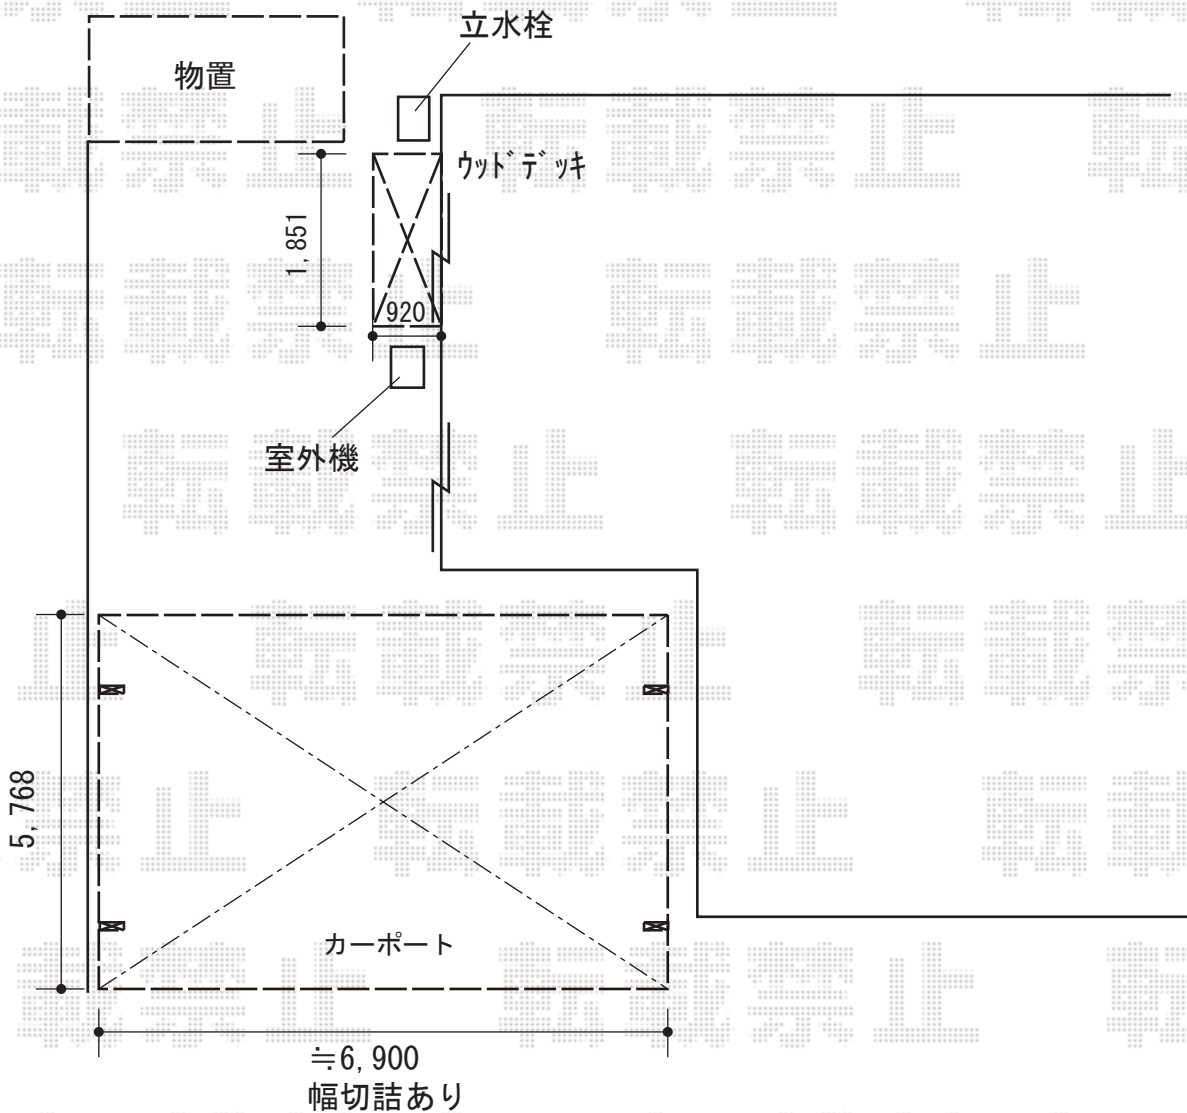 立水栓
物置
ウッドデッキ
1,851
920
室外機
5,768
カーポート
≒6,900
幅切詰あり
転載禁止